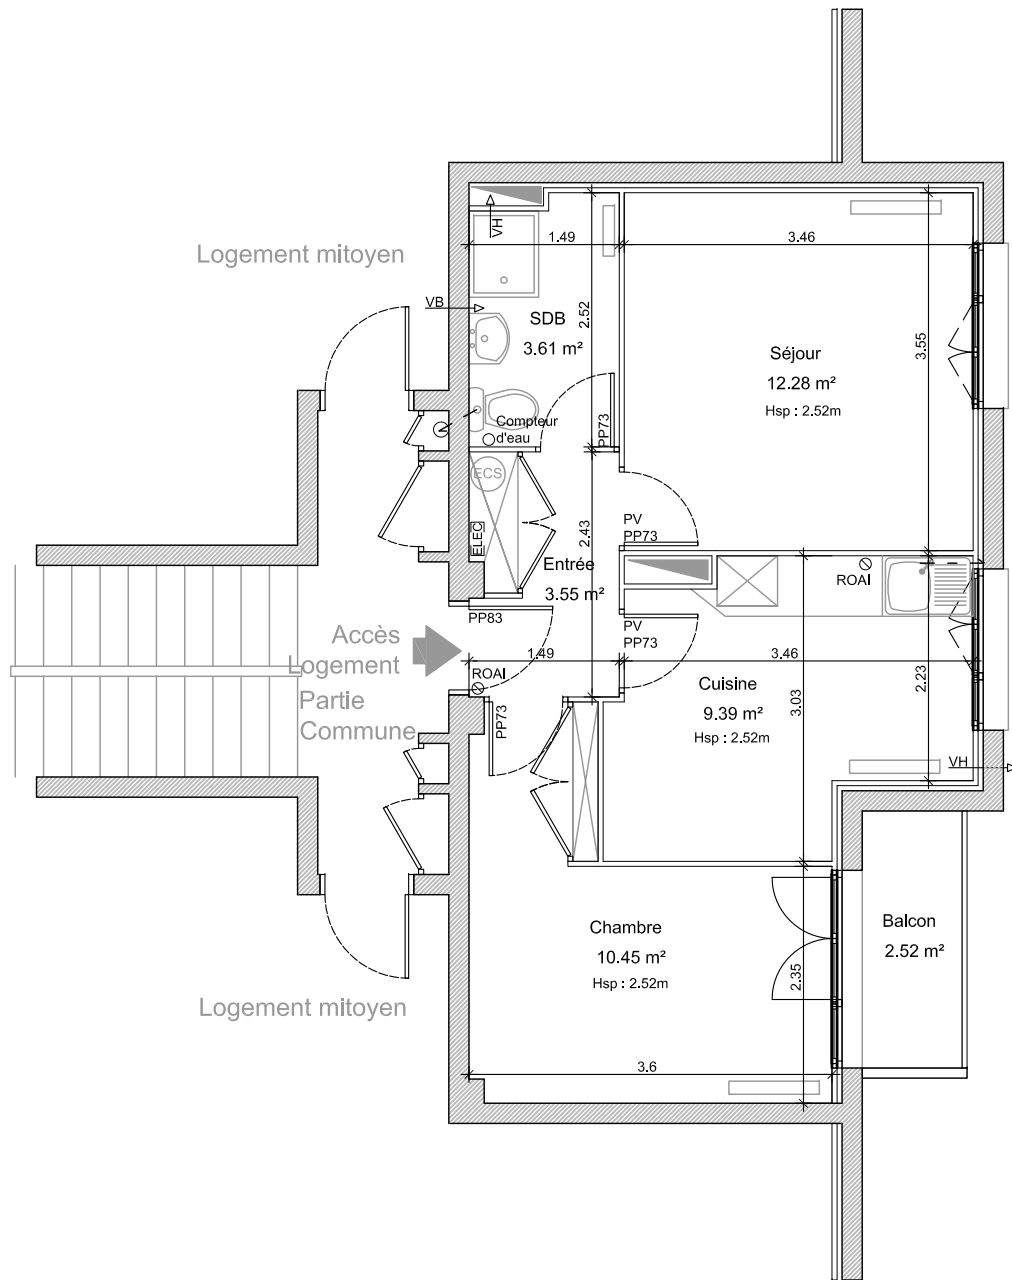 VH
1.49
3.46
Logement mitoyen
VB
SDB
3.61 m²
2.52
Séjour
12.28 m²
Hsp : 2.52m
3.55
Compteur
d'eau
PP73
ECS
ELEC
2.43
PV
PP73
Entrée
3.55 m²
ROAI
PP83
PV
PP73
Accès
Logement
1.49
3.46
ROAI
Partie
Commune
PP73
Cuisine
9.39 m²
Hsp : 2.52m
3.03
2.23
VH
Chambre
10.45 m²
Hsp : 2.52m
2.35
Balcon
2.52 m²
Logement mitoyen
3.6